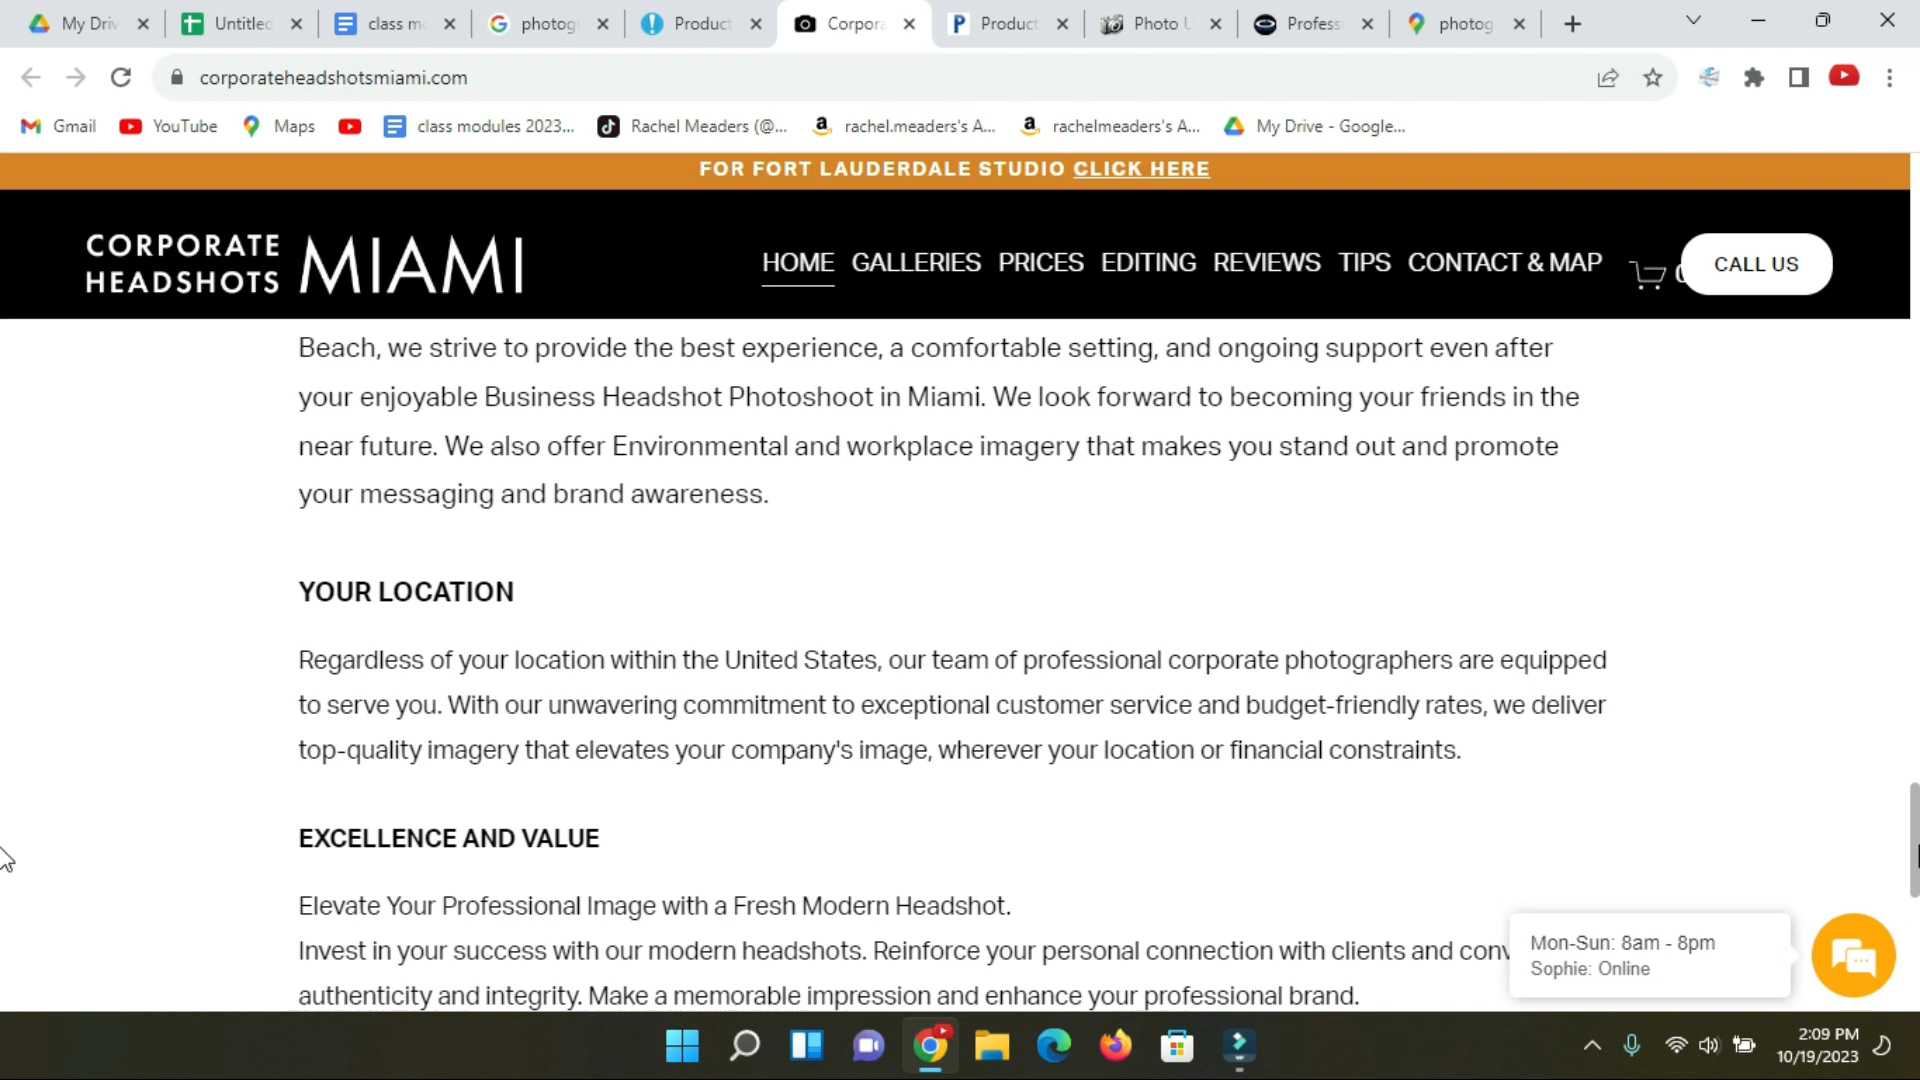 My Driv
Untitled
class m
photog
Product
Corpora
Product
Photo U
Profess
photog
corporateheadshotsmiami.com
Gmail
YouTube
Maps
class modules 2023...
Rachel Meaders (@...
rachel.meaders's A...
rachelmeaders's A...
My Drive - Google...
FOR FORT LAUDERDALE STUDIO CLICK HERE
CORPORATE
HEADSHOTS
MIAMI
HOME GALLERIES PRICES EDITING REVIEWS TIPS CONTACT & MAP
CALL US
Beach, we strive to provide the best experience, a comfortable setting, and ongoing support even after
your enjoyable Business Headshot Photoshoot in Miami. We look forward to becoming your friends in the
near future. We also offer Environmental and workplace imagery that makes you stand out and promote
your messaging and brand awareness.
YOUR LOCATION
Regardless of your location within the United States, our team of professional corporate photographers are equipped
to serve you. With our unwavering commitment to exceptional customer service and budget-friendly rates, we deliver
top-quality imagery that elevates your company's image, wherever your location or financial constraints.
EXCELLENCE AND VALUE
Elevate Your Professional Image with a Fresh Modern Headshot.
Invest in your success with our modern headshots. Reinforce your personal connection with clients and conv
authenticity and integrity. Make a memorable impression and enhance your professional brand.
Mon-Sun: 8am - 8pm
Sophie: Online
2:09 PM
10/19/2023